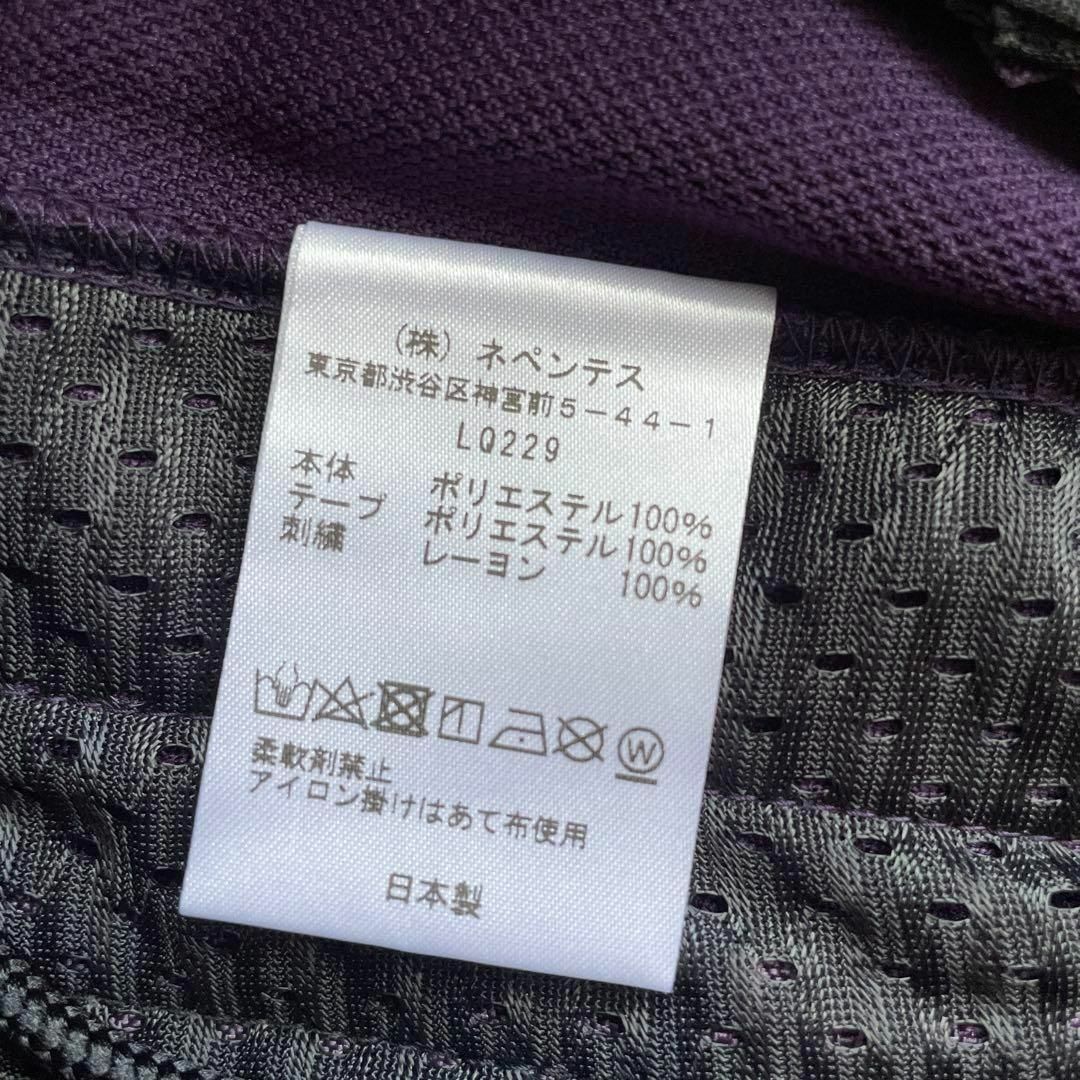 (株) ネペンテス
東京都渋谷区神宮前5-44-1
LQ229
本体 ポリエステル100%
テープ ポリエステル100%
刺繍 レーヨン 100%
W
柔軟剤禁止
アイロン掛けはあて布使用
日本製